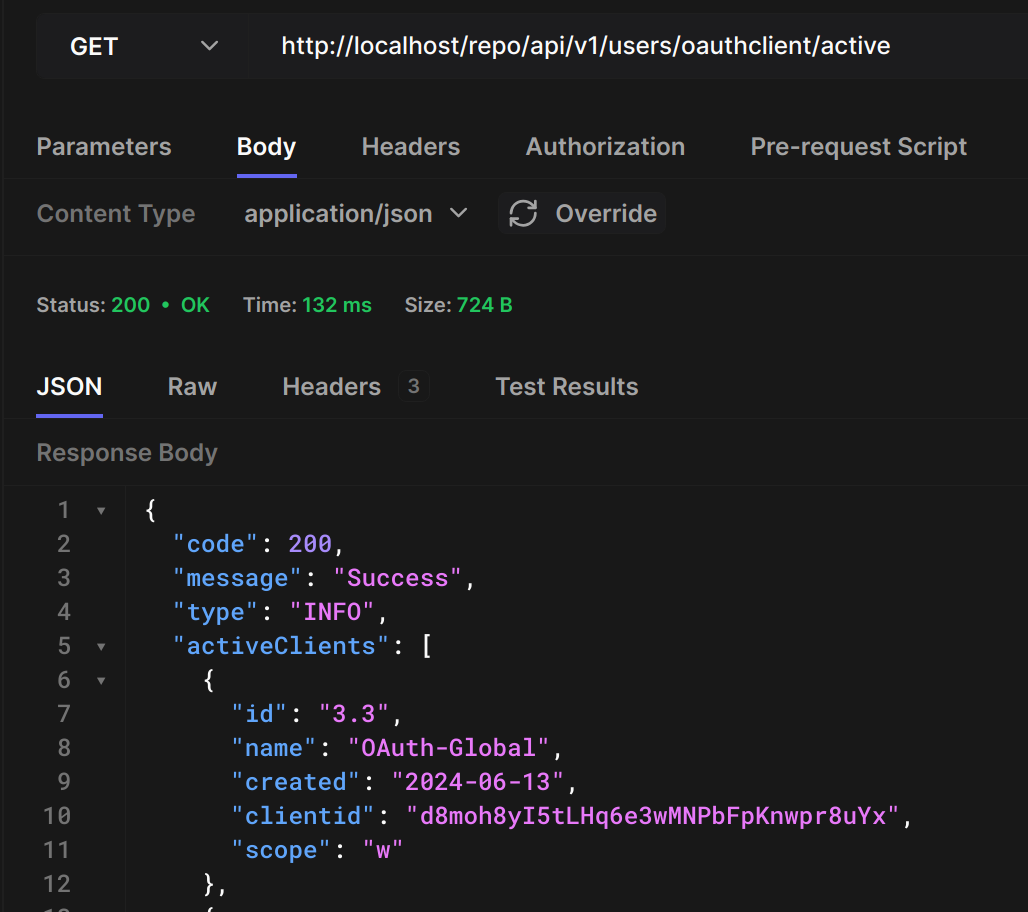 GET http://localhost/repo/api/v1/users/oauthclient/active
Parameters Body Headers Authorization Pre-request Script
Content Type application/json Override
Status: 200 • OK Time: 132 ms Size: 724 B
JSON Raw Headers 3 Test Results
Response Body
1 {
2 "code": 200,
3 "message": "Success",
4 "type": "INFO",
5 "activeClients": [
6 {
7 "id": "3.3",
8 "name": "OAuth-Global",
9 "created": "2024-06-13",
10 "clientid": "d8moh8yI5tLHq6e3wMNPbFpKnwpr8uYx",
11 "scope": "w"
12 },